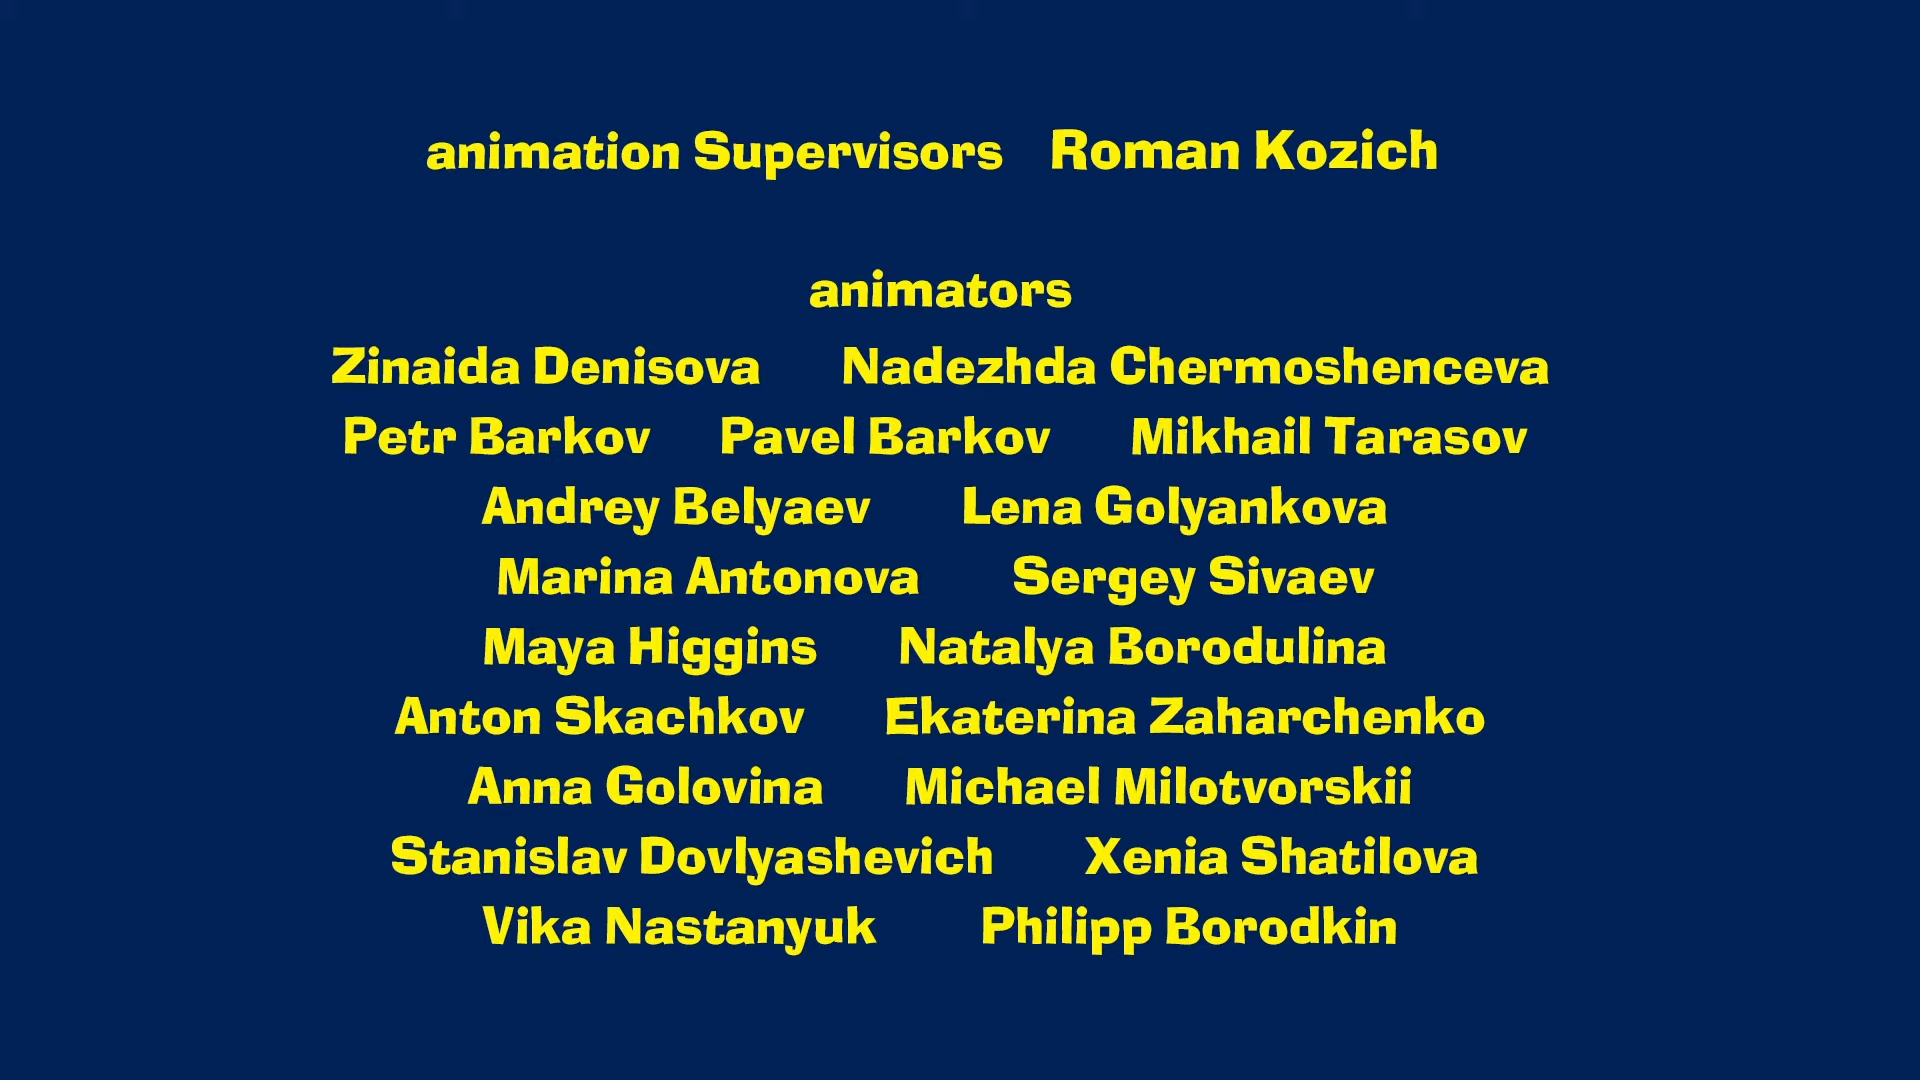 animation Supervisors Roman Kozich
animators
Zinaida Denisova Nadezhda Chermoshenceva
Petr Barkov Pavel Barkov Mikhail Tarasov
Andrey Belyaev Lena Golyankova
Marina Antonova Sergey Sivaev
Maya Higgins Natalya Borodulina
Anton Skachkov Ekaterina Zaharchenko
Anna Golovina Michael Milotvorskii
Stanislav Dovlyashevich Xenia Shatilova
Vika Nastanyuk Philipp Borodkin